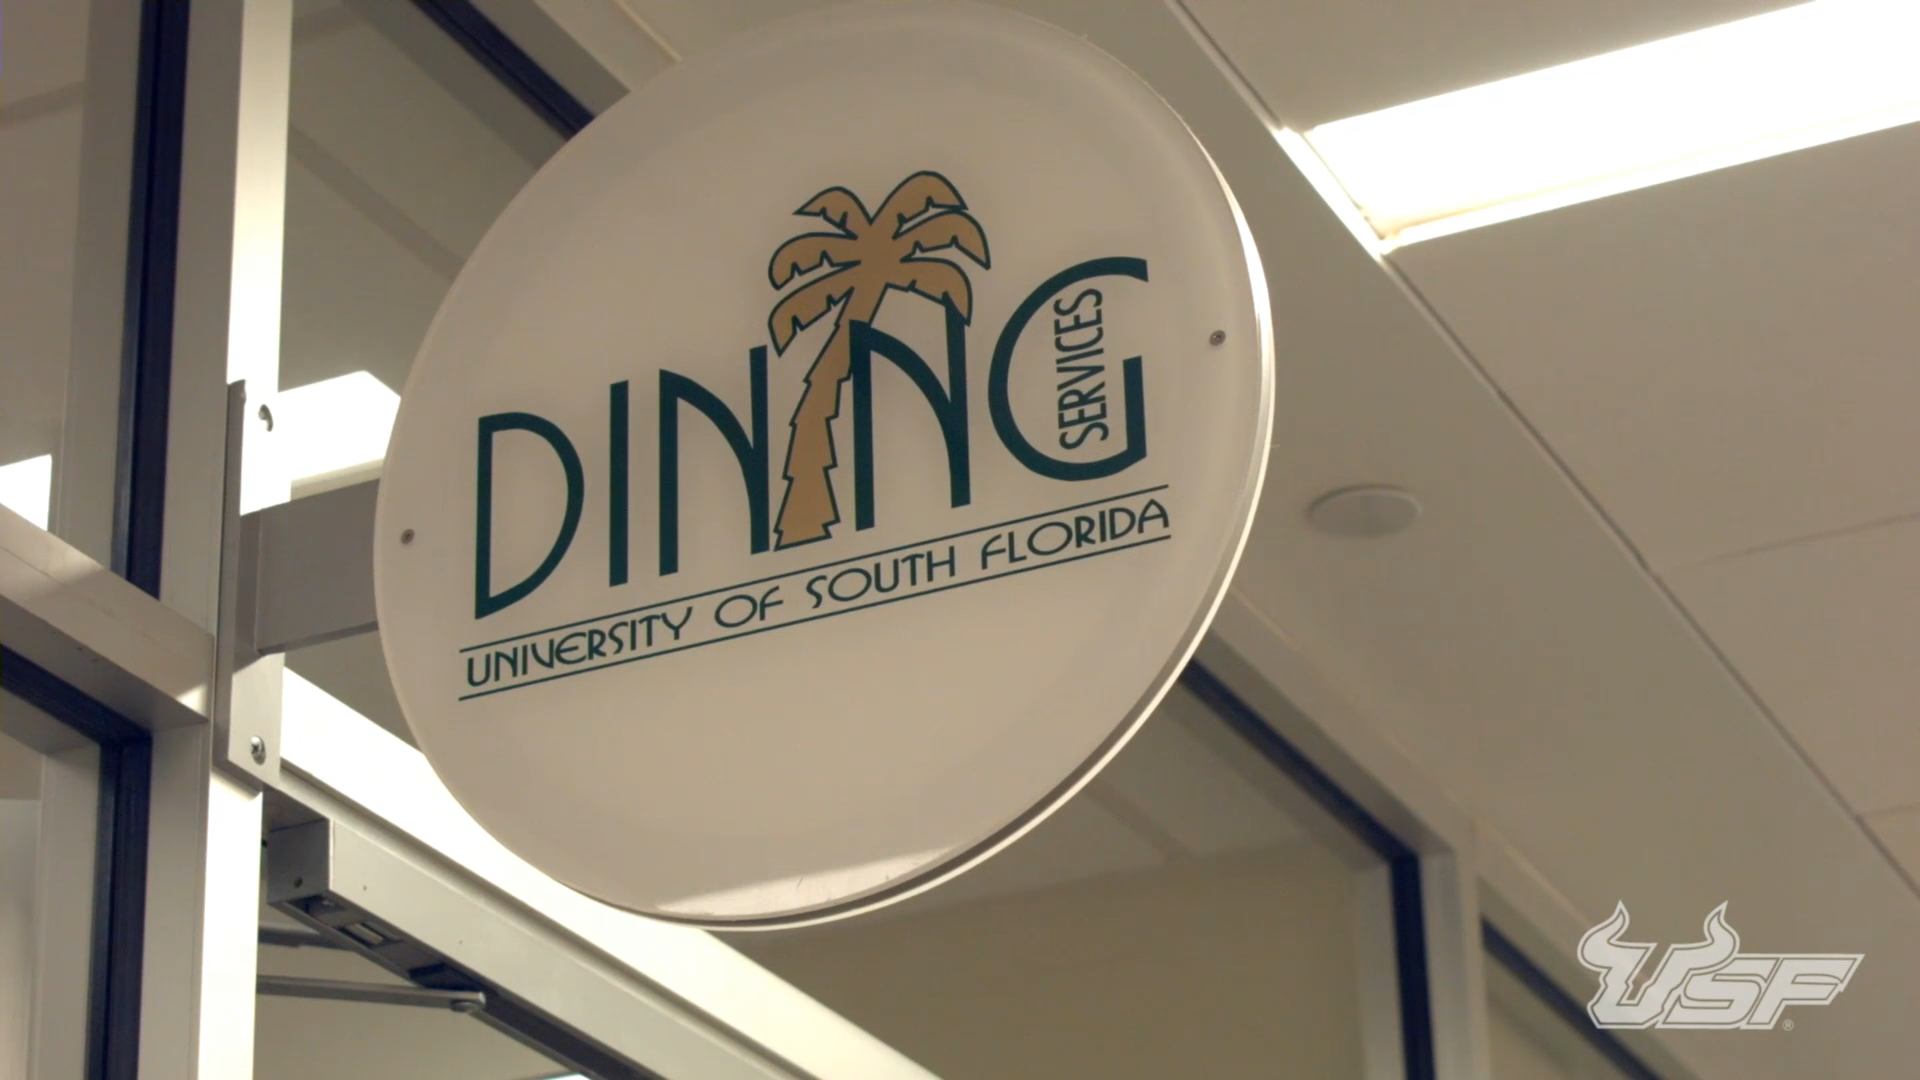 DINING
SERVICES
UNIVERSITY OF SOUTH FLORIDA
USF
®